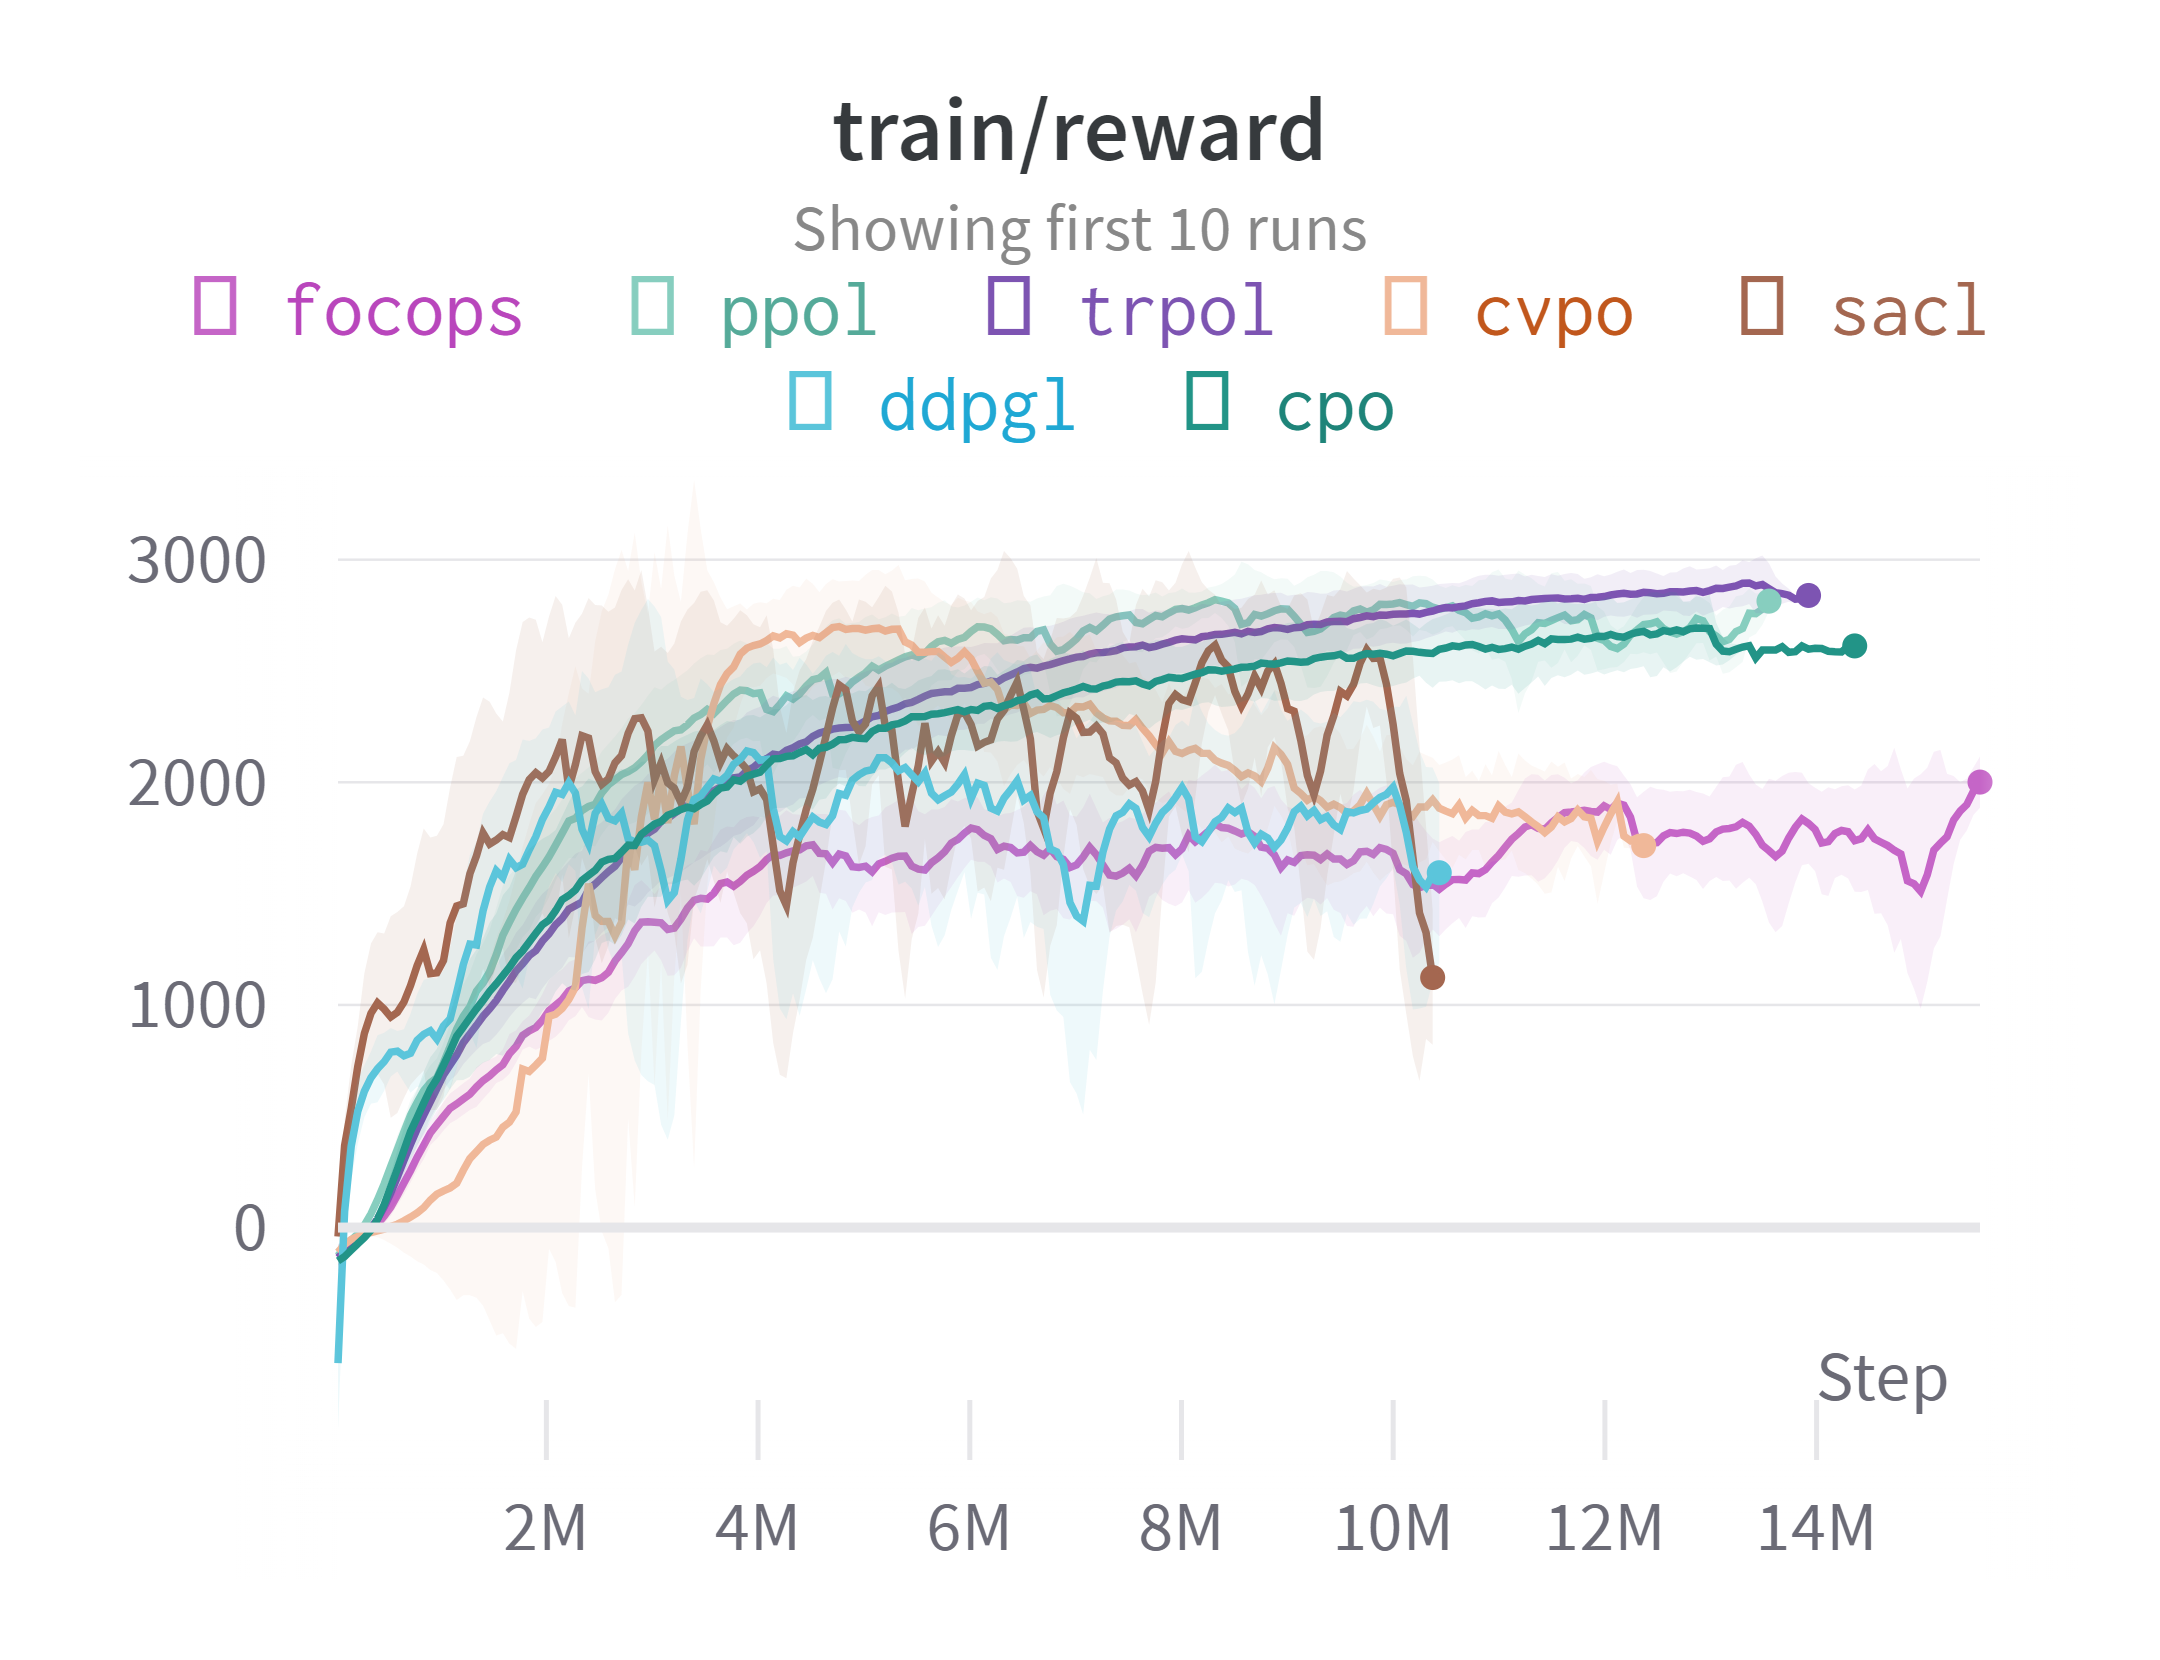 train/reward
Showing first 10 runs
focops ppol trpol cvpo sacl
ddpgl cpo
3000
2000
1000
0
Step
2M 4M 6M 8M 10M 12M 14M